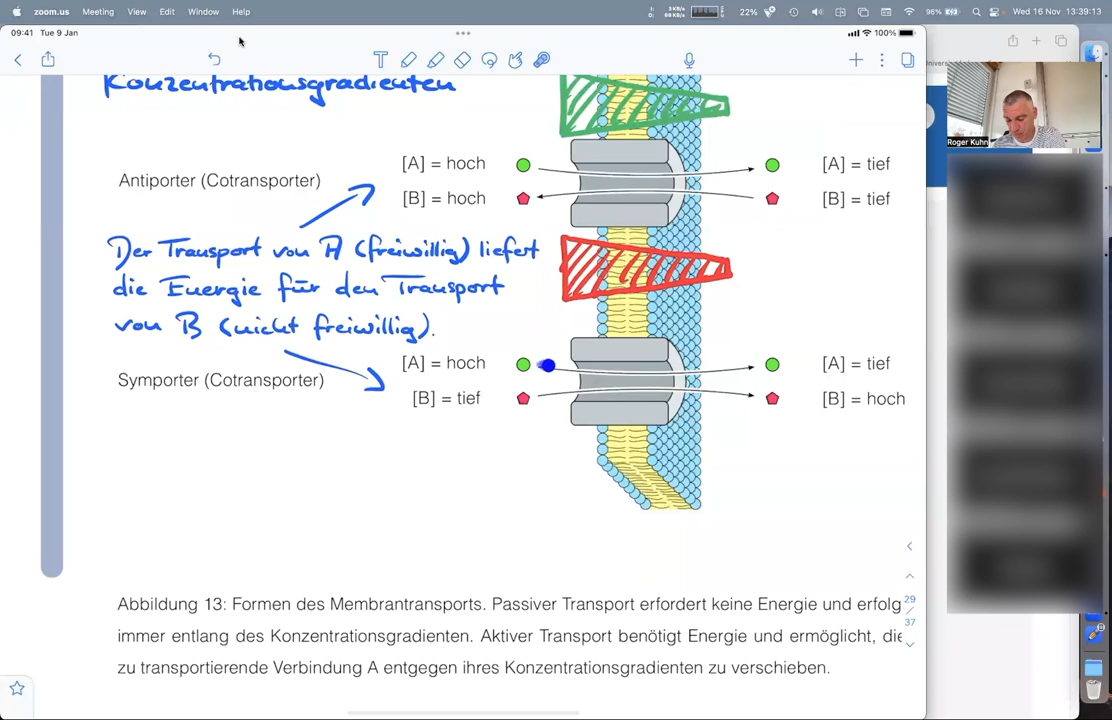 zoom.us Meeting View Edit Window Help
22% 96% Wed 16 Nov 13:39:13
09:41 Tue 9 Jan
100%
Konzentrationsgradienten
[A] = hoch [A] = tief
Antiporter (Cotransporter)
[B] = hoch [B] = tief
Der Transport von A (freiwillig) liefert
die Energie für den Transport
von B (nicht freiwillig).
[A] = hoch [A] = tief
Symporter (Cotransporter)
[B] = tief [B] = hoch
Abbildung 13: Formen des Membrantransports. Passiver Transport erfordert keine Energie und erfolg
immer entlang des Konzentrationsgradienten. Aktiver Transport benötigt Energie und ermöglicht, die
zu transportierende Verbindung A entgegen ihres Konzentrationsgradienten zu verschieben.
29
37
Roger Kuhn